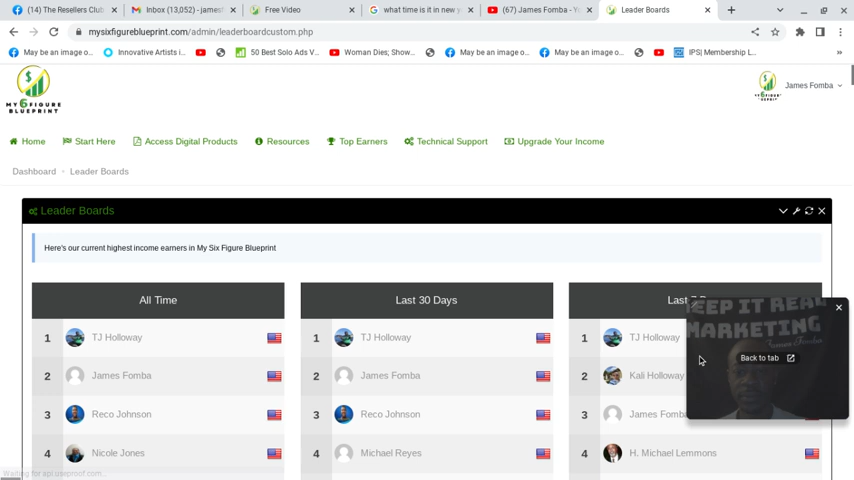 (14) The Resellers Club
Inbox (13,052) - james
Free Video
what time is it in new y
(67) James Fomba - Y
Leader Boards
mysixfigureblueprint.com/admin/leaderboardcustom.php
May be an image o...
Innovative Artists i...
50 Best Solo Ads V...
Woman Dies; Show...
May be an image o...
May be an image o...
IPS| Membership L...
»
MY 6 FIGURE
BLUEPRINT
James Fomba
Home
Start Here
Access Digital Products
Resources
Top Earners
Technical Support
Upgrade Your Income
Dashboard
Leader Boards
Leader Boards
Here's our current highest income earners in My Six Figure Blueprint
All Time
Last 30 Days
Last 7 D
1 TJ Holloway
1 TJ Holloway
1 TJ Holloway
2 James Fomba
2 James Fomba
2 Kali Holloway
3 Reco Johnson
3 Reco Johnson
3 James Fomba
4 Nicole Jones
4 Michael Reyes
4 H. Michael Lemmons
KEEP IT REAL
MARKETING
James Fomba
Back to tab
Waiting for api.useproof.com...